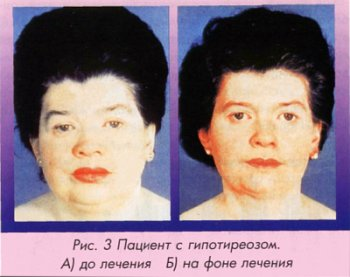 Рис. 3 Пациент с гипотиреозом.
А) до лечения Б) на фоне лечения